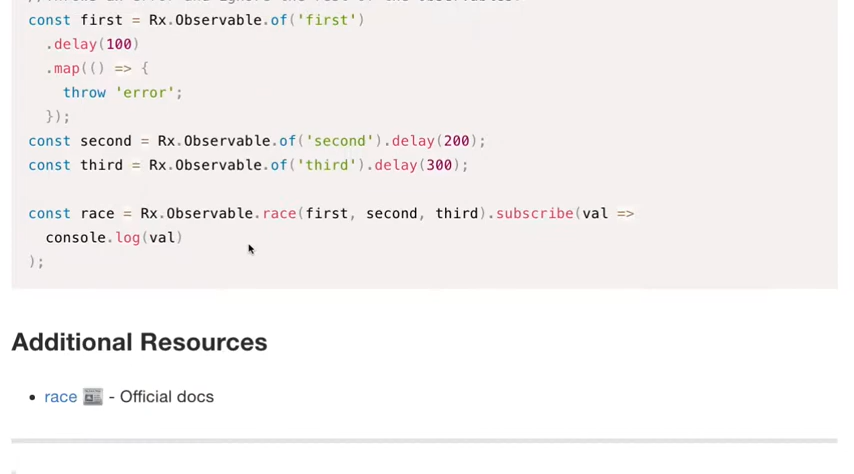 const first = Rx.Observable.of('first')
.delay(100)
.map(() => {
throw 'error';
});
const second = Rx.Observable.of('second').delay(200);
const third = Rx.Observable.of('third').delay(300);
const race = Rx.Observable.race(first, second, third).subscribe(val =>
console.log(val)
);
Additional Resources
• race 📰 - Official docs